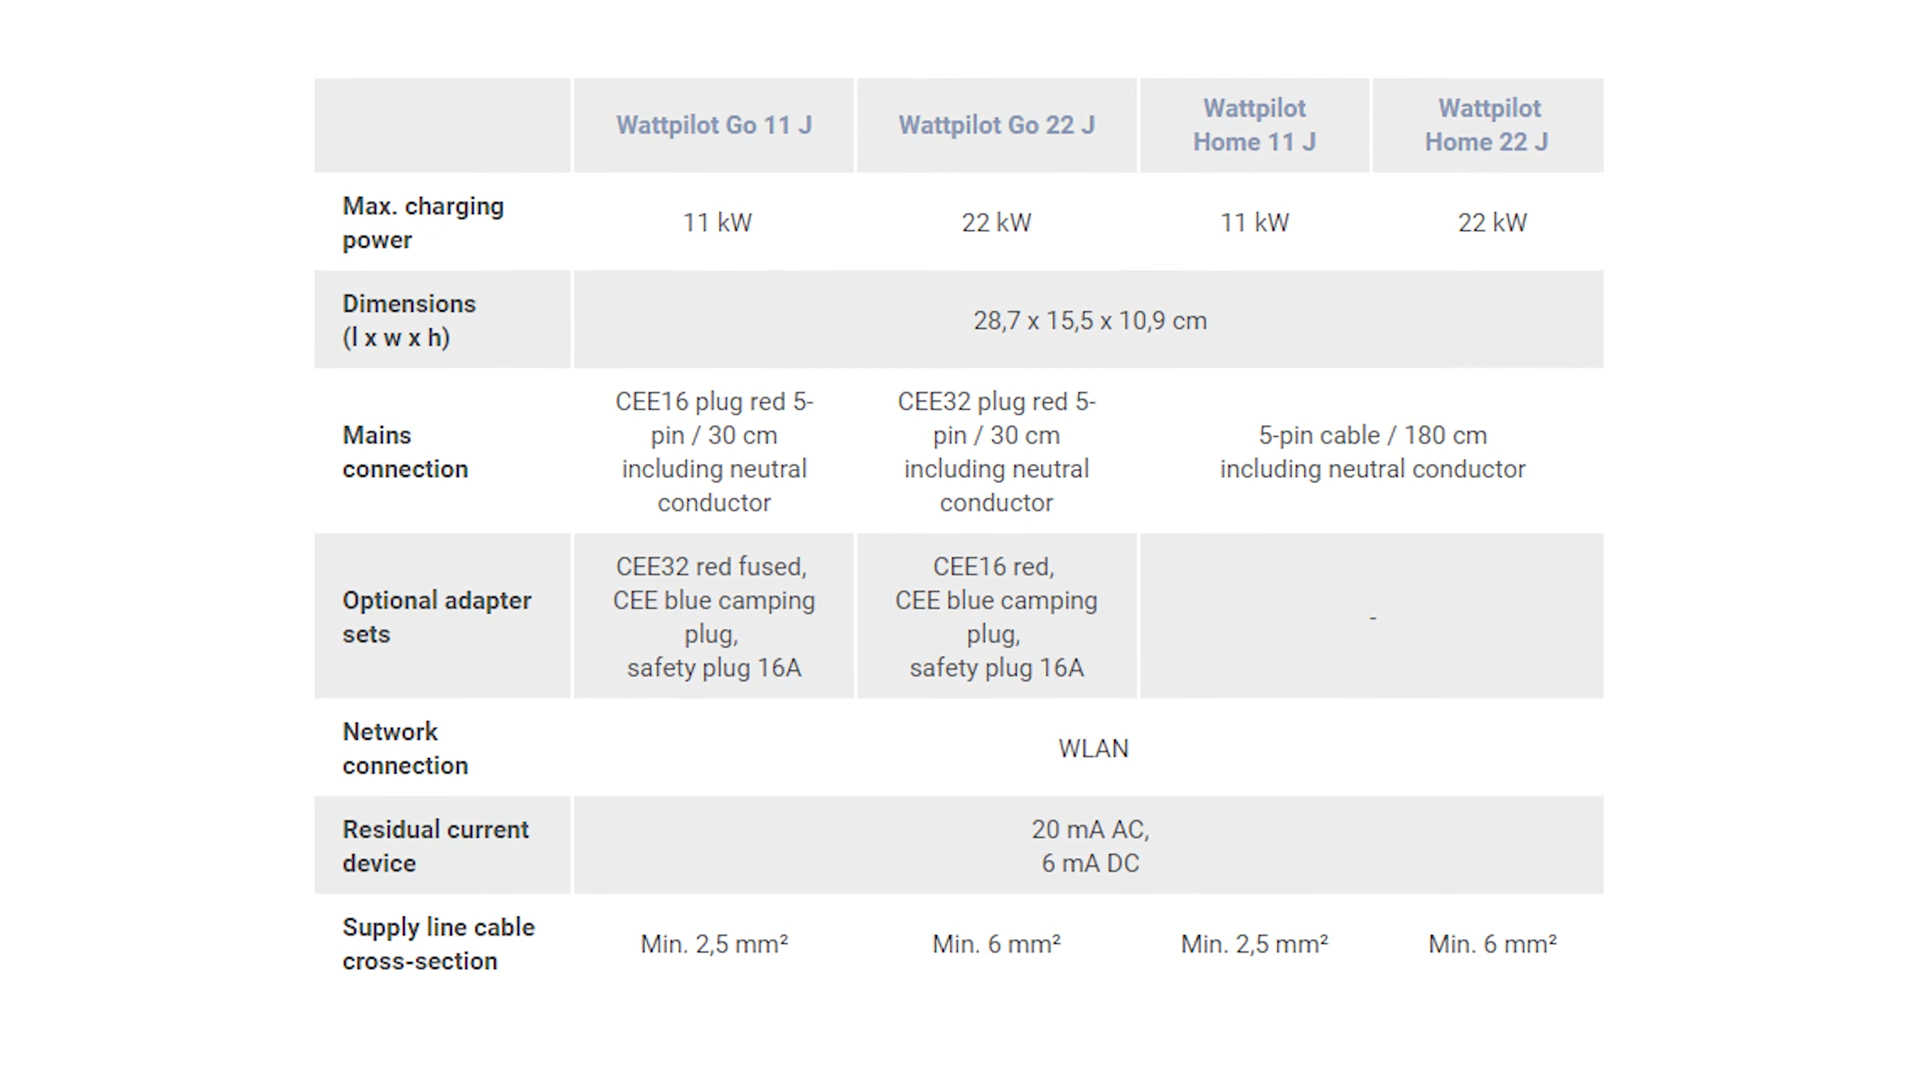 Wattpilot Go 11 J
Wattpilot Go 22 J
Wattpilot
Home 11 J
Wattpilot
Home 22 J
Max. charging
power
11 kW
22 kW
11 kW
22 kW
Dimensions
(l x w x h)
28,7 x 15,5 x 10,9 cm
Mains
connection
CEE16 plug red 5-
pin / 30 cm
including neutral
conductor
CEE32 plug red 5-
pin / 30 cm
including neutral
conductor
5-pin cable / 180 cm
including neutral conductor
Optional adapter
sets
CEE32 red fused,
CEE blue camping
plug,
safety plug 16A
CEE16 red,
CEE blue camping
plug,
safety plug 16A
-
Network
connection
WLAN
Residual current
device
20 mA AC,
6 mA DC
Supply line cable
cross-section
Min. 2,5 mm²
Min. 6 mm²
Min. 2,5 mm²
Min. 6 mm²